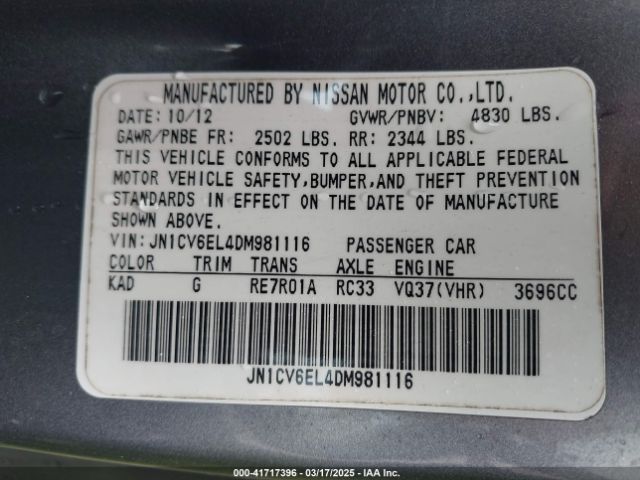 MANUFACTURED BY NISSAN MOTOR CO.,LTD.
DATE: 10/12 GVWR/PNBV: 4830 LBS.
GAWR/PNBE FR: 2502 LBS. RR: 2344 LBS.
THIS VEHICLE CONFORMS TO ALL APPLICABLE FEDERAL
MOTOR VEHICLE SAFETY,BUMPER,AND THEFT PREVENTION
STANDARDS IN EFFECT ON THE DATE OF MANUFACTURE
SHOWN ABOVE.
VIN:JN1CV6EL4DM981116 PASSENGER CAR
COLOR TRIM TRANS AXLE ENGINE
KAD G RE7R01A RC33 VQ37(VHR) 3696CC
JN1CV6EL4DM981116
000-41717396 - 03/17/2025 - IAA Inc.